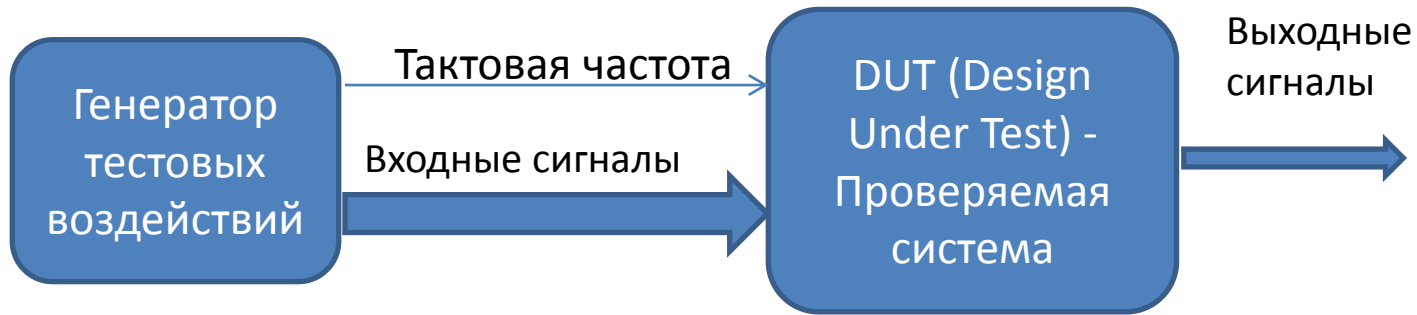 Генератор
тестовых
воздействий
Тактовая частота
Входные сигналы
DUT (Design
Under Test) -
Проверяемая
система
Выходные
сигналы